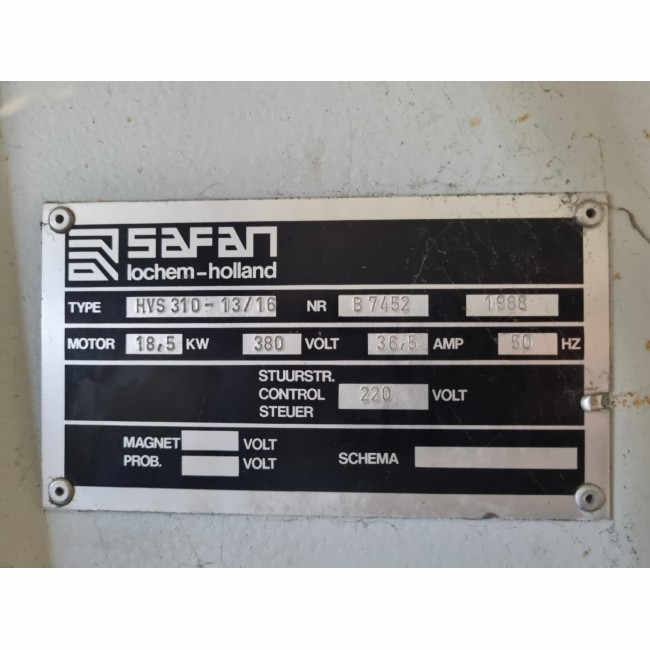 SAFAN
lochem-holland
TYPE HVS 310-13/16 NR B 7452 1988
MOTOR 18,5 KW 380 VOLT 36,5 AMP 50 HZ
STUURSTR.
CONTROL 220 VOLT
STEUER
MAGNET VOLT
PROB. VOLT SCHEMA